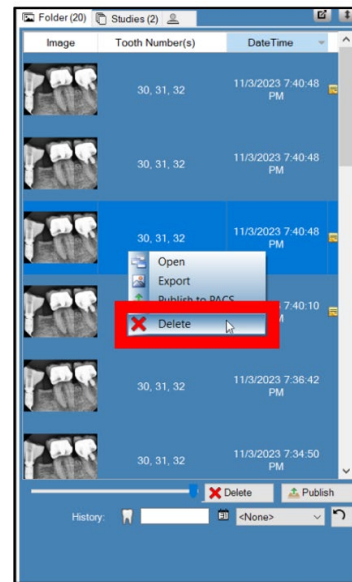 Folder (20) Studies (2)
Image Tooth Number(s) DateTime
30, 31, 32 11/3/2023 7:40:48
PM
30, 31, 32 11/3/2023 7:40:48
PM
30, 31, 32 11/3/2023 7:40:48
PM
Open
Export
Publish to PACS
7:40:10
Delete
30, 31, 32 11/3/2023 7:36:42
PM
30, 31, 32 11/3/2023 7:34:50
PM
Delete Publish
History: <None>